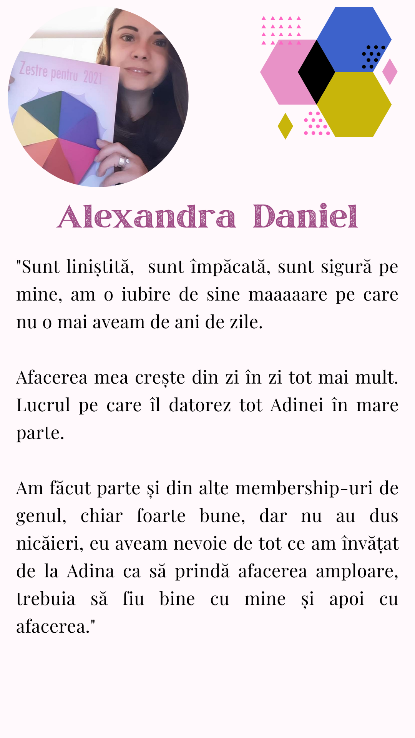 Zestre pentru 2021
Alexandra Daniel
"Sunt liniștită, sunt împăcată, sunt sigură pe
mine, am o iubire de sine maaaaare pe care
nu o mai aveam de ani de zile.
Afacerea mea crește din zi în zi tot mai mult.
Lucrul pe care îl datorez tot Adinei în mare
parte.
Am făcut parte și din alte membership-uri de
genul, chiar foarte bune, dar nu au dus
nicăieri, eu aveam nevoie de tot ce am învățat
de la Adina ca să prindă afacerea amploare,
trebuia să fiu bine cu mine și apoi cu
afacerea."